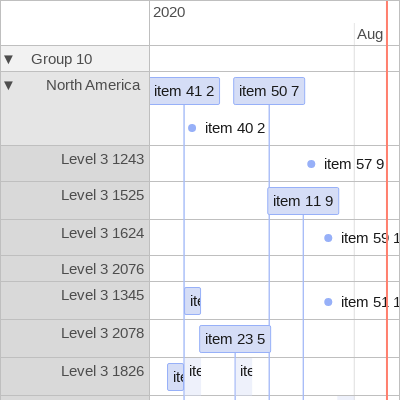 2020
Aug
▼ Group 10
▼ North America item 41 2 item 50 7
item 40 2
Level 3 1243 item 57 9
Level 3 1525 item 11 9
Level 3 1624 item 59 1
Level 3 2076
Level 3 1345 ite item 51 1
Level 3 2078 item 23 5
Level 3 1826 ite ite ite